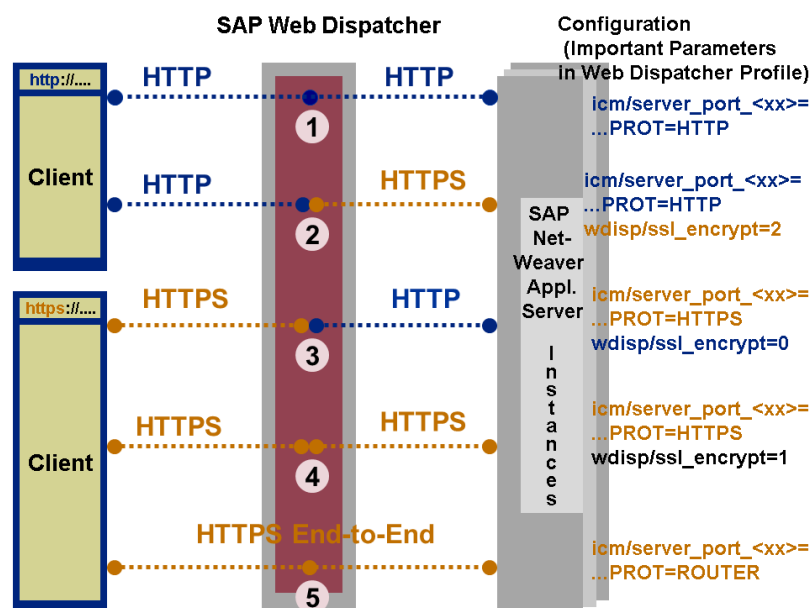 SAP Web Dispatcher
Configuration
(Important Parameters
in Web Dispatcher Profile)
http://....
Client
HTTP
HTTP
1
icm/server_port_<xx>=
...PROT=HTTP
HTTP
HTTPS
2
icm/server_port_<xx>=
...PROT=HTTP
wdisp/ssl_encrypt=2
SAP
Net-
Weaver
Appl.
Server
Instances
https://....
Client
HTTPS
HTTP
3
icm/server_port_<xx>=
...PROT=HTTPS
wdisp/ssl_encrypt=0
HTTPS
HTTPS
4
icm/server_port_<xx>=
...PROT=HTTPS
wdisp/ssl_encrypt=1
HTTPS End-to-End
5
icm/server_port_<xx>=
...PROT=ROUTER